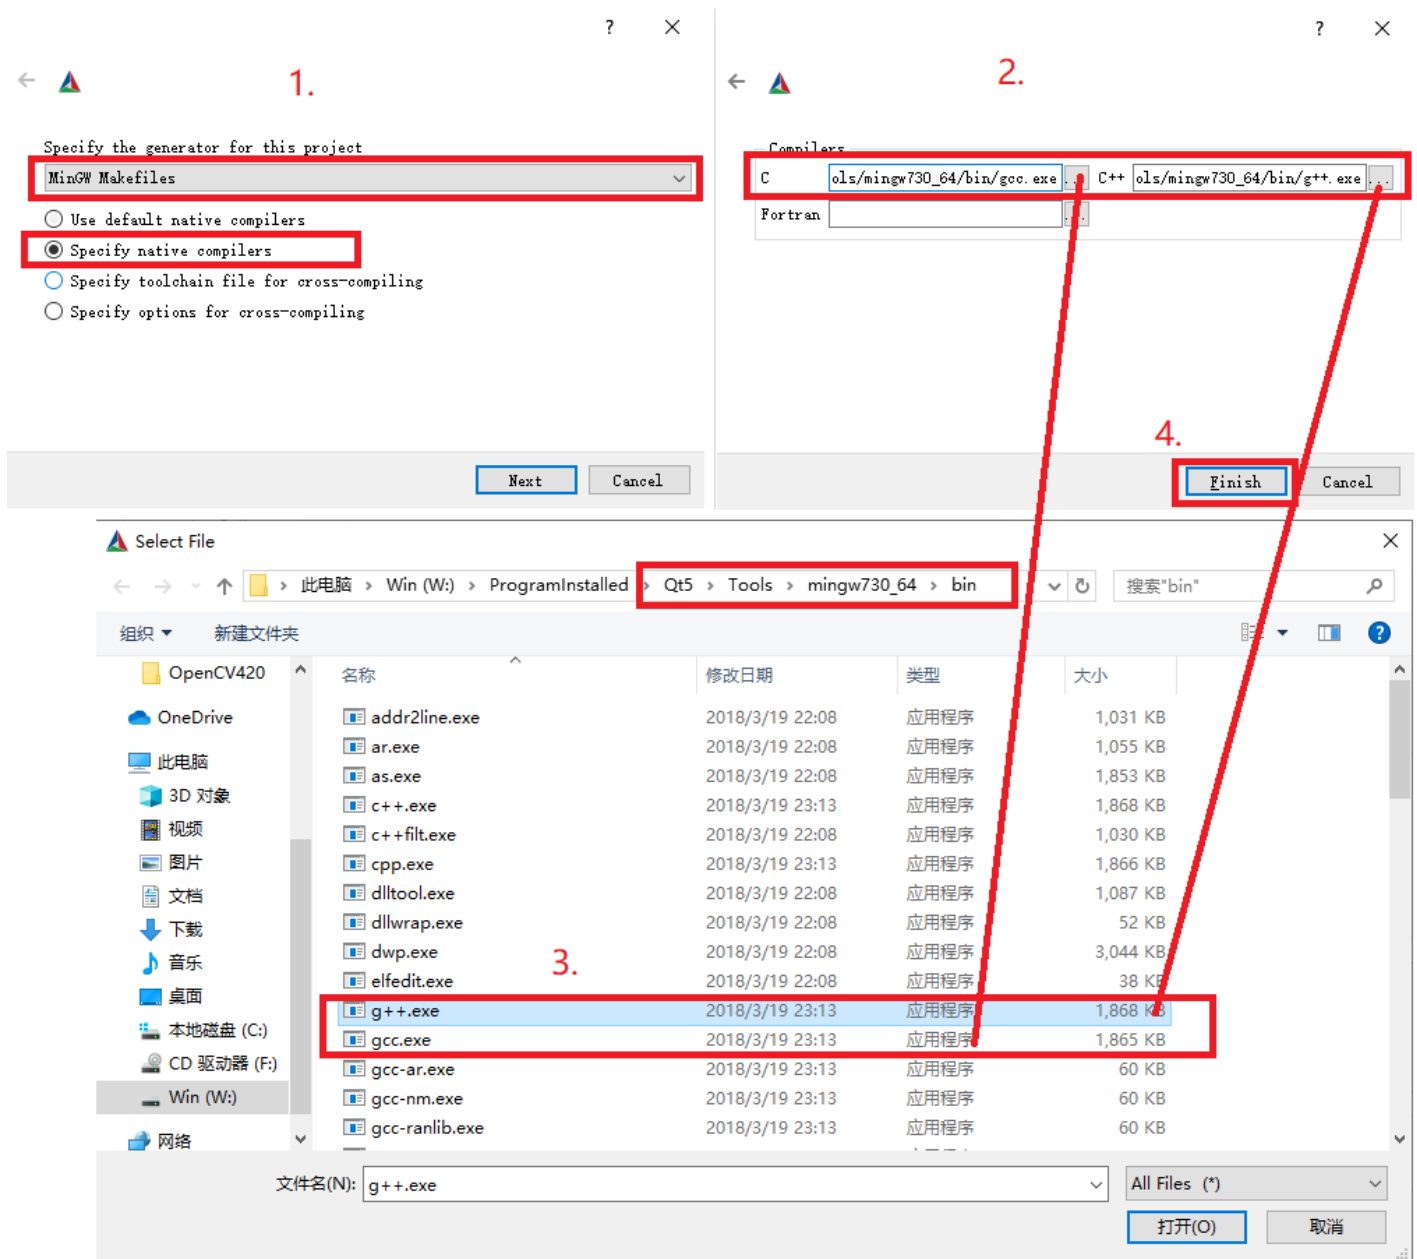 ?
1.
Specify the generator for this project
MinGW Makefiles
Use default native compilers
Specify native compilers
Specify toolchain file for cross-compiling
Specify options for cross-compiling
Next Cancel
?
2.
Compilers
C ols/mingw730_64/bin/gcc.exe ... C++ ols/mingw730_64/bin/g++.exe ...
Fortran ...
4.
Finish Cancel
Select File
此电脑 > Win (W:) > ProgramInstalled > Qt5 > Tools > mingw730_64 > bin
搜索"bin"
组织 新建文件夹
?
OpenCV420
OneDrive
此电脑
3D 对象
视频
图片
文档
下载
音乐
桌面
本地磁盘 (C:)
CD 驱动器 (F:)
Win (W:)
网络
名称 修改日期 类型 大小
addr2line.exe 2018/3/19 22:08 应用程序 1,031 KB
ar.exe 2018/3/19 22:08 应用程序 1,055 KB
as.exe 2018/3/19 22:08 应用程序 1,853 KB
c++.exe 2018/3/19 23:13 应用程序 1,868 KB
c++filt.exe 2018/3/19 22:08 应用程序 1,030 KB
cpp.exe 2018/3/19 23:13 应用程序 1,866 KB
dlltool.exe 2018/3/19 22:08 应用程序 1,087 KB
dllwrap.exe 2018/3/19 22:08 应用程序 52 KB
dwp.exe 2018/3/19 22:08 应用程序 3,044 KB
3.
elfedit.exe 2018/3/19 22:08 应用程序 38 KB
g++.exe 2018/3/19 23:13 应用程序 1,868 KB
gcc.exe 2018/3/19 23:13 应用程序 1,865 KB
gcc-ar.exe 2018/3/19 23:13 应用程序 60 KB
gcc-nm.exe 2018/3/19 23:13 应用程序 60 KB
gcc-ranlib.exe 2018/3/19 23:13 应用程序 60 KB
文件名(N): g++.exe All Files (*)
打开(O) 取消